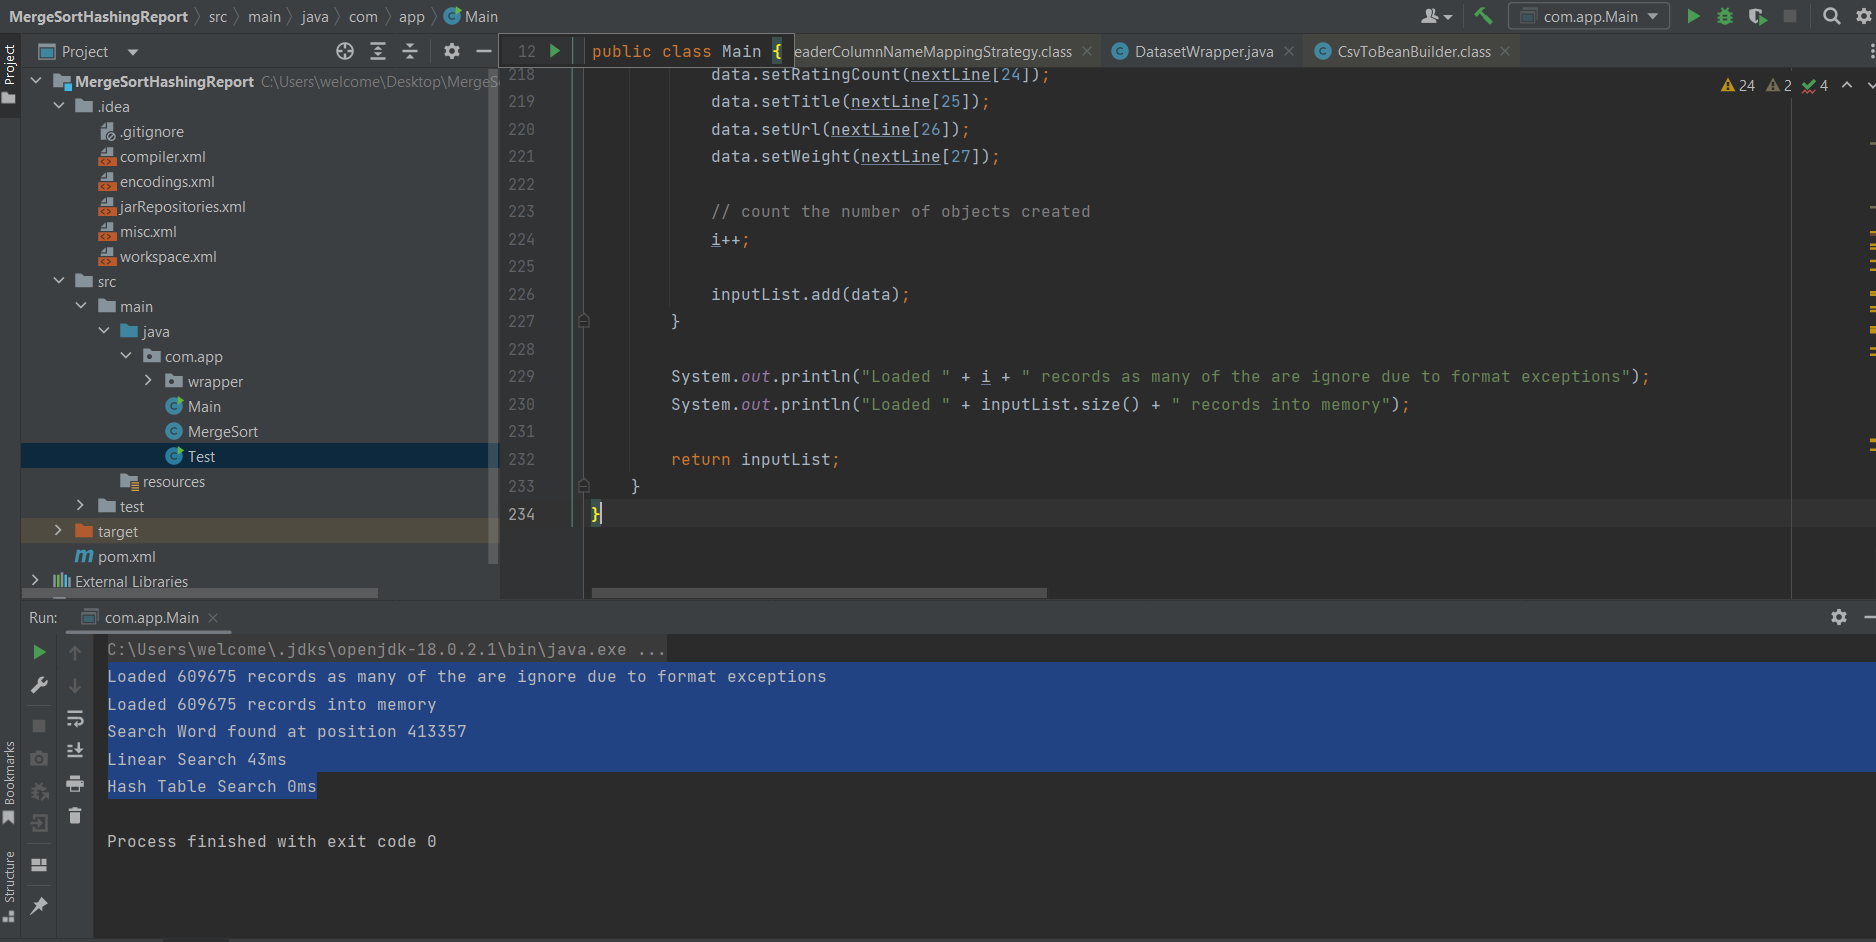 MergeSortHashingReport src main java com app Main
com.app.Main
Project
Project
12 public class Main {
eaderColumnNameMappingStrategy.class
DatasetWrapper.java
CsvToBeanBuilder.class
MergeSortHashingReport C:\Users\welcome\Desktop\MergeS
.idea
.gitignore
compiler.xml
encodings.xml
jarRepositories.xml
misc.xml
workspace.xml
src
main
java
com.app
wrapper
Main
MergeSort
Test
resources
test
target
pom.xml
External Libraries
24 2 4
218 data.setRatingCount(nextLine[24]);
219 data.setTitle(nextLine[25]);
220 data.setUrl(nextLine[26]);
221 data.setWeight(nextLine[27]);
222
223 // count the number of objects created
224 i++;
225
226 inputList.add(data);
227 }
228
229 System.out.println("Loaded " + i + " records as many of the are ignore due to format exceptions");
230 System.out.println("Loaded " + inputList.size() + " records into memory");
231
232 return inputList;
233 }
234 }
Run: com.app.Main
C:\Users\welcome\.jdks\openjdk-18.0.2.1\bin\java.exe ...
Loaded 609675 records as many of the are ignore due to format exceptions
Loaded 609675 records into memory
Search Word found at position 413357
Linear Search 43ms
Hash Table Search 0ms
Process finished with exit code 0
Bookmarks
Structure